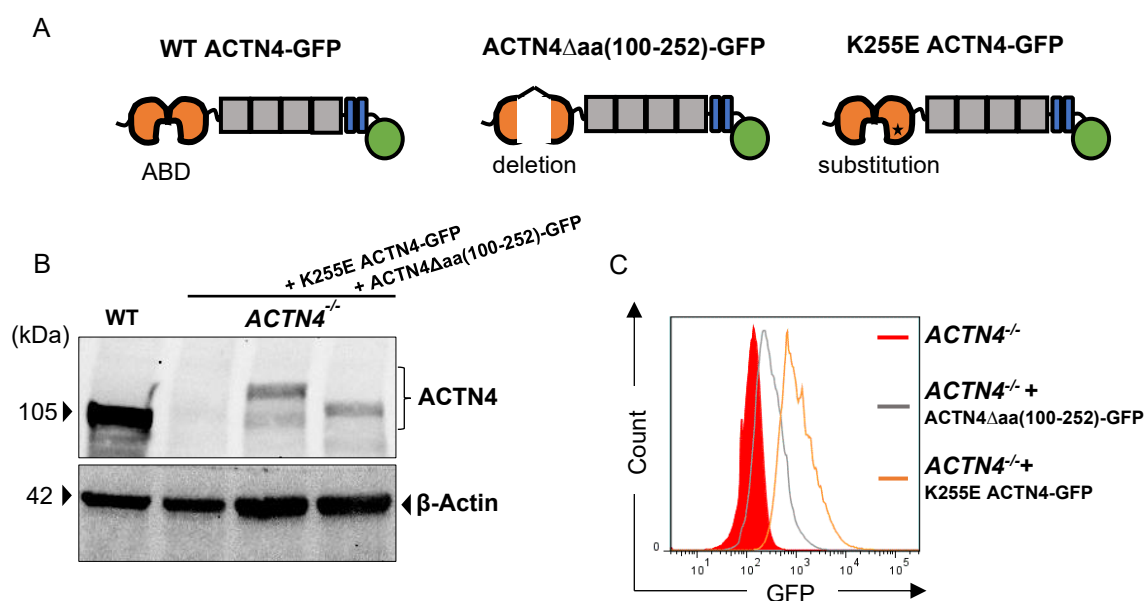 A
WT ACTN4-GFP
ACTN4Δaa(100-252)-GFP
K255E ACTN4-GFP
ABD
deletion
substitution
B
+ K255E ACTN4-GFP
+ ACTN4Δaa(100-252)-GFP
(kDa)
WT
ACTN4-/-
105
ACTN4
42
β-Actin
C
Count
0
10¹ 10² 10³ 10⁴ 10⁵
GFP
ACTN4-/-
ACTN4-/- +
ACTN4Δaa(100-252)-GFP
ACTN4-/-+
K255E ACTN4-GFP